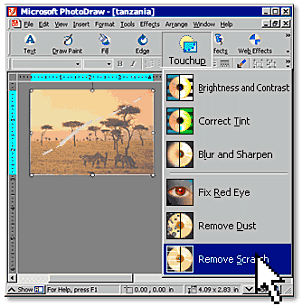 Microsoft PhotoDraw - [tanzania]
File Edit View Insert Format Tools Effects Arrange Window Help
Text Draw Paint Fill Edge Touchup Web Effects
Brightness and Contrast
Correct Tint
Blur and Sharpen
Fix Red Eye
Remove Dust
Remove Scratch
Show For Help, press F1 0.00 , 0.00 in 4.09 x 2.83 in